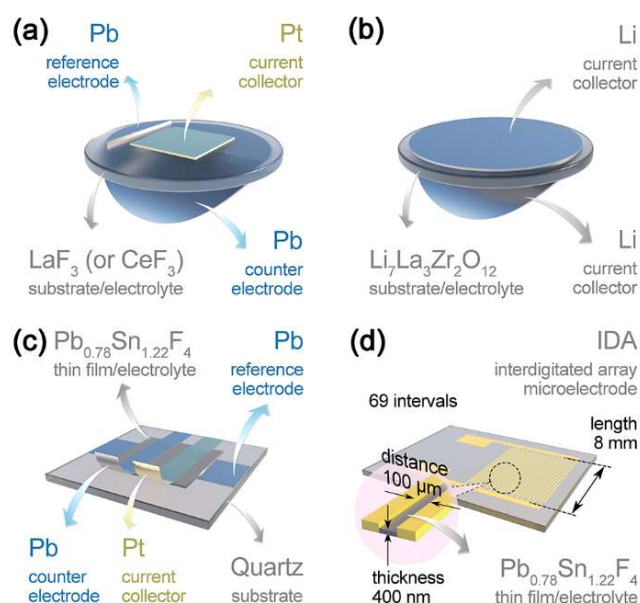 (a)
Pb
reference
electrode
Pt
current
collector
LaF₃ (or CeF₃)
substrate/electrolyte
Pb
counter
electrode
(b)
Li
current
collector
Li₇La₃Zr₂O₁₂
substrate/electrolyte
Li
current
collector
(c)
Pb₀.₇₈Sn₁.₂₂F₄
thin film/electrolyte
Pb
reference
electrode
Pb
counter
electrode
Pt
current
collector
Quartz
substrate
(d)
IDA
interdigitated array
microelectrode
69 intervals
length
8 mm
distance
100 μm
thickness
400 nm
Pb₀.₇₈Sn₁.₂₂F₄
thin film/electrolyte